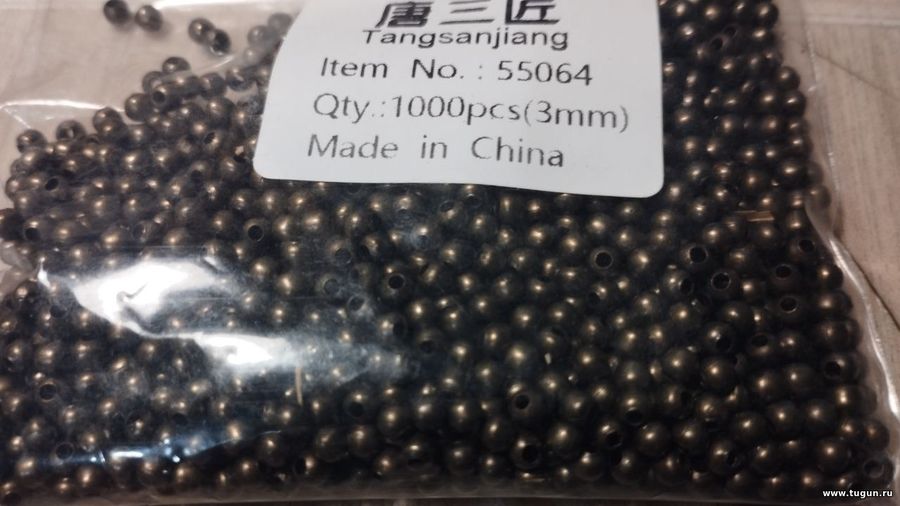 唐三匠
Tangsanjiang
Item No.: 55064
Qty.:1000pcs(3mm)
Made in China
www.tugun.ru